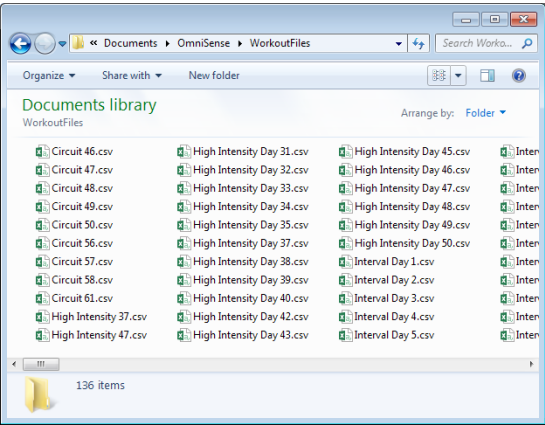 « Documents ▸ OmniSense ▸ WorkoutFiles
Search Worko...
Organize
Share with
New folder
Documents library
WorkoutFiles
Arrange by: Folder
Circuit 46.csv
Circuit 47.csv
Circuit 48.csv
Circuit 49.csv
Circuit 50.csv
Circuit 56.csv
Circuit 57.csv
Circuit 58.csv
Circuit 61.csv
High Intensity 37.csv
High Intensity 47.csv
High Intensity Day 31.csv
High Intensity Day 32.csv
High Intensity Day 33.csv
High Intensity Day 34.csv
High Intensity Day 35.csv
High Intensity Day 37.csv
High Intensity Day 38.csv
High Intensity Day 39.csv
High Intensity Day 40.csv
High Intensity Day 42.csv
High Intensity Day 43.csv
High Intensity Day 45.csv
High Intensity Day 46.csv
High Intensity Day 47.csv
High Intensity Day 48.csv
High Intensity Day 49.csv
High Intensity Day 50.csv
Interval Day 1.csv
Interval Day 2.csv
Interval Day 3.csv
Interval Day 4.csv
Interval Day 5.csv
136 items